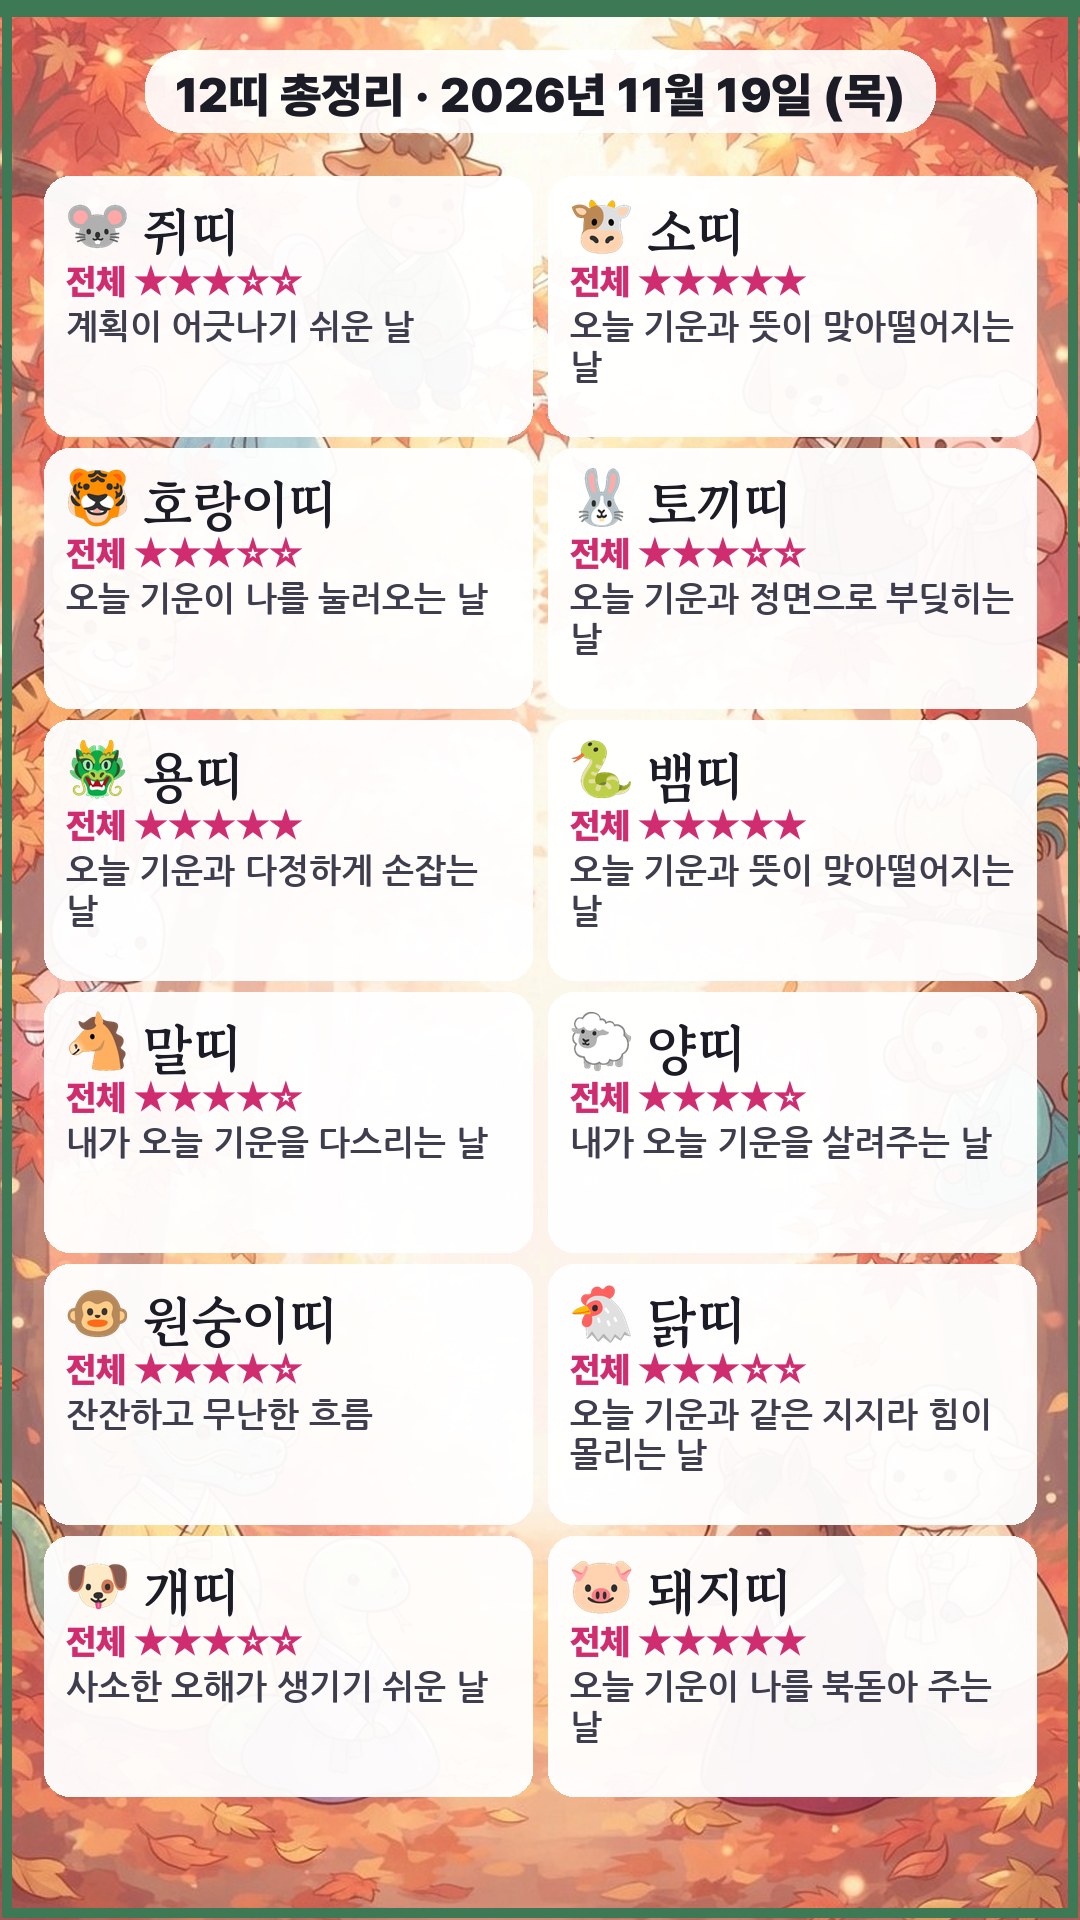 12띠 총정리 · 2026년 11월 19일 (목)
쥐띠
전체 ★★★☆☆
계획이 어긋나기 쉬운 날
소띠
전체 ★★★★★
오늘 기운과 뜻이 맞아떨어지는
날
호랑이띠
전체 ★★★☆☆
오늘 기운이 나를 눌러오는 날
토끼띠
전체 ★★★☆☆
오늘 기운과 정면으로 부딪히는
날
용띠
전체 ★★★★★
오늘 기운과 다정하게 손잡는
날
뱀띠
전체 ★★★★★
오늘 기운과 뜻이 맞아떨어지는
날
말띠
전체 ★★★★☆
내가 오늘 기운을 다스리는 날
양띠
전체 ★★★★☆
내가 오늘 기운을 살려주는 날
원숭이띠
전체 ★★★★☆
잔잔하고 무난한 흐름
닭띠
전체 ★★★☆☆
오늘 기운과 같은 지지라 힘이
몰리는 날
개띠
전체 ★★★☆☆
사소한 오해가 생기기 쉬운 날
돼지띠
전체 ★★★★★
오늘 기운이 나를 북돋아 주는
날